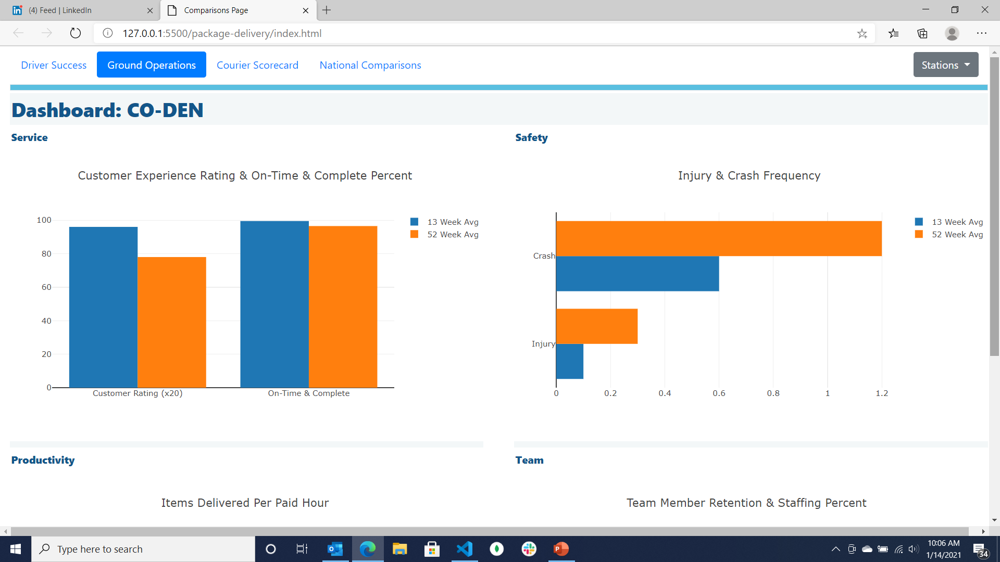 (4) Feed | LinkedIn
Comparisons Page
127.0.0.1:5500/package-delivery/index.html
Driver Success
Ground Operations
Courier Scorecard
National Comparisons
Stations
Dashboard: CO-DEN
Service
Customer Experience Rating & On-Time & Complete Percent
100
80
60
40
20
0
Customer Rating (x20)
On-Time & Complete
13 Week Avg
52 Week Avg
Safety
Injury & Crash Frequency
Crash
Injury
0 0.2 0.4 0.6 0.8 1 1.2
13 Week Avg
52 Week Avg
Productivity
Items Delivered Per Paid Hour
Team
Team Member Retention & Staffing Percent
Type here to search
10:06 AM
1/14/2021
34